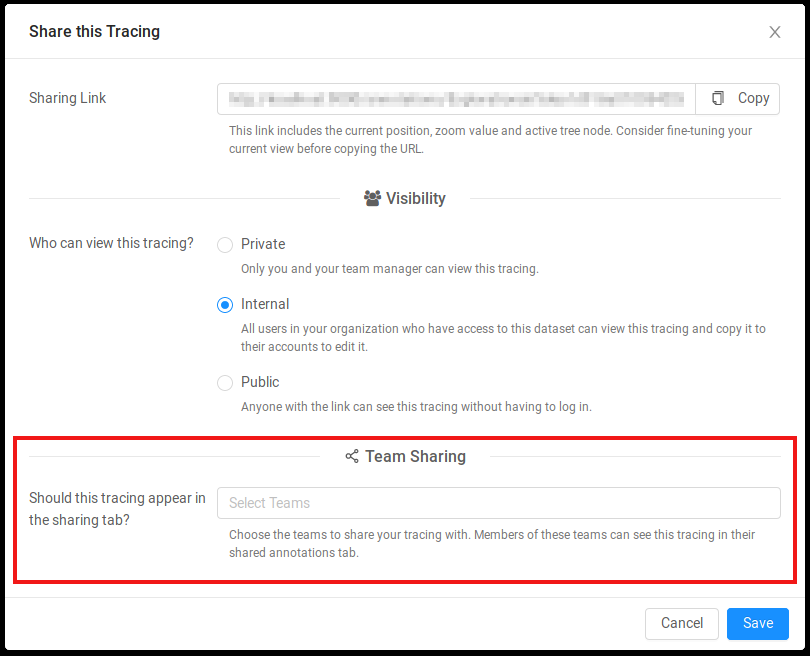 Share this Tracing
Sharing Link
Copy
This link includes the current position, zoom value and active tree node. Consider fine-tuning your
current view before copying the URL.
Visibility
Who can view this tracing?
Private
Only you and your team manager can view this tracing.
Internal
All users in your organization who have access to this dataset can view this tracing and copy it to
their accounts to edit it.
Public
Anyone with the link can see this tracing without having to log in.
Team Sharing
Should this tracing appear in
the sharing tab?
Select Teams
Choose the teams to share your tracing with. Members of these teams can see this tracing in their
shared annotations tab.
Cancel
Save